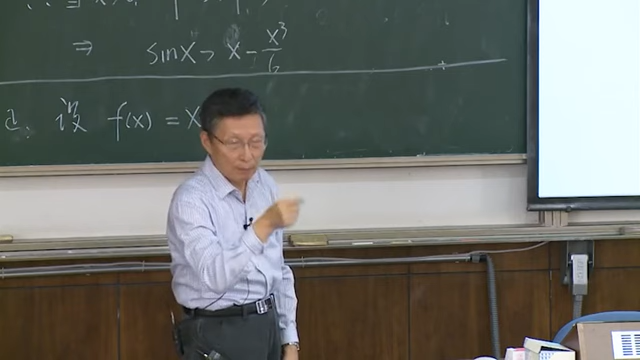 ⇒ sinx > x - x³/6
设 f(x) = x